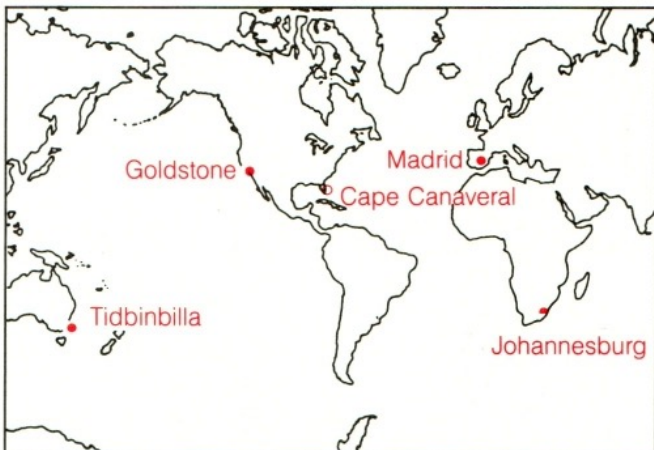 Goldstone
Madrid
Cape Canaveral
Tidbinbilla
Johannesburg